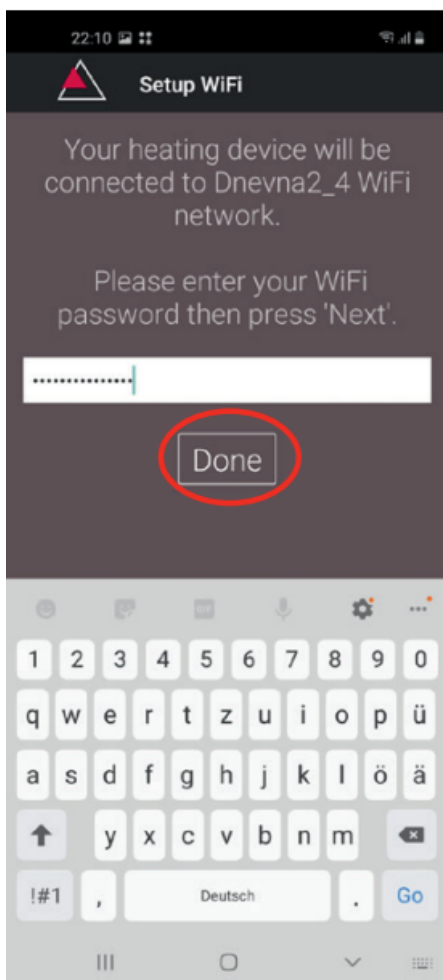 22:10
Setup WiFi
Your heating device will be
connected to Dnevna2_4 WiFi
network.
Please enter your WiFi
password then press 'Next'.
•••••••••••••••
Done
GIF
1 2 3 4 5 6 7 8 9 0
q w e r t z u i o p ü
a s d f g h j k l ö ä
y x c v b n m
!#1 , Deutsch . Go